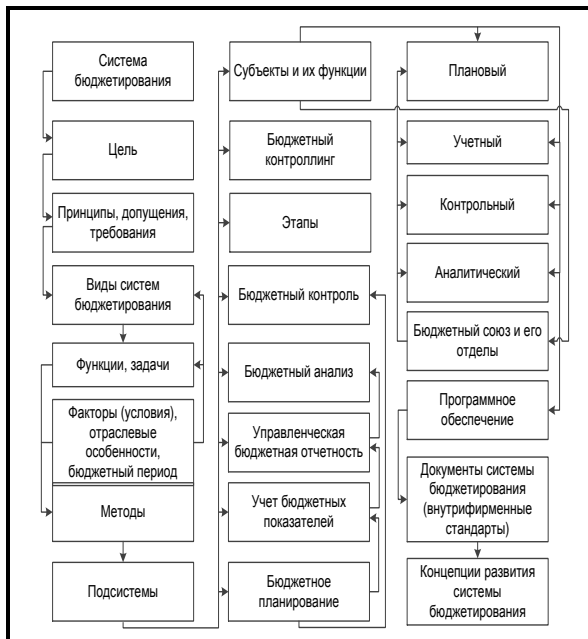 Система
бюджетирования
Цель
Принципы, допущения,
требования
Виды систем
бюджетирования
Функции, задачи
Факторы (условия),
отраслевые
особенности,
бюджетный период
Методы
Подсистемы
Субъекты и их функции
Бюджетный
контроллинг
Этапы
Бюджетный контроль
Бюджетный анализ
Управленческая
бюджетная отчетность
Учет бюджетных
показателей
Бюджетное
планирование
Плановый
Учетный
Контрольный
Аналитический
Бюджетный союз и его
отделы
Программное
обеспечение
Документы системы
бюджетирования
(внутрифирменные
стандарты)
Концепции развития
системы
бюджетирования